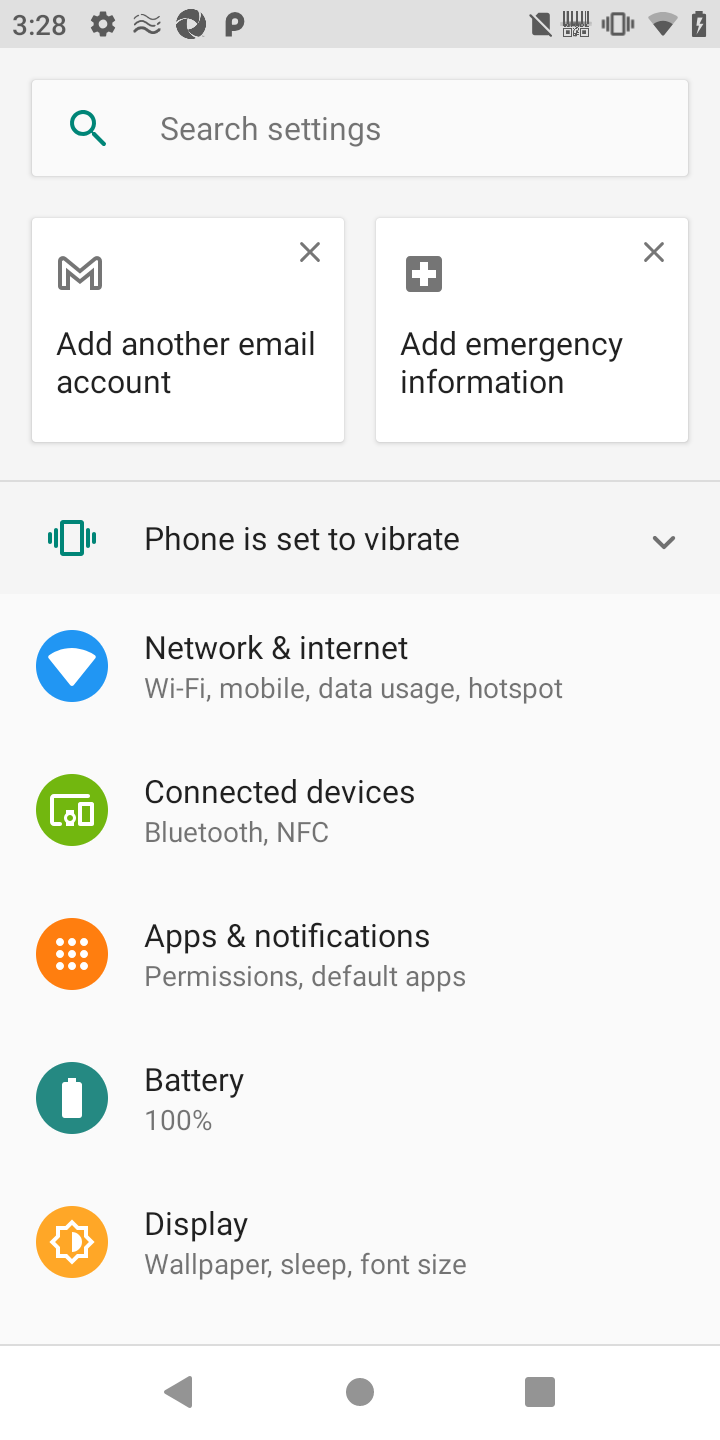 3:28
Search settings
Add another email
account
Add emergency
information
Phone is set to vibrate
Network & internet
Wi-Fi, mobile, data usage, hotspot
Connected devices
Bluetooth, NFC
Apps & notifications
Permissions, default apps
Battery
100%
Display
Wallpaper, sleep, font size